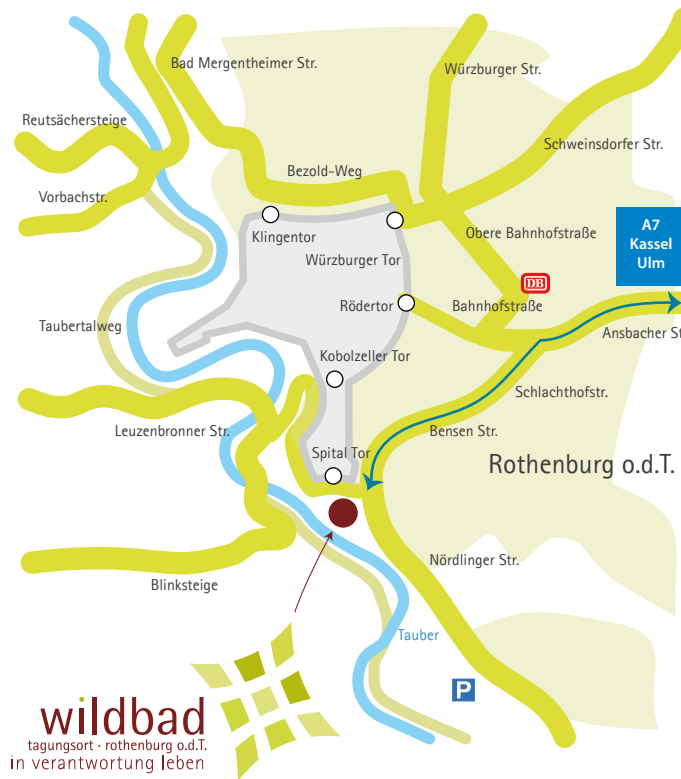 Bad Mergentheimer Str.
Würzburger Str.
Reutsächersteige
Schweinsdorfer Str.
Bezold-Weg
Vorbachstr.
A7
Kassel
Ulm
Klingentor
Obere Bahnhofstraße
Würzburger Tor
DB
Rödertor
Bahnhofstraße
Taubertalweg
Ansbacher St
Kobolzeller Tor
Schlachthofstr.
Leuzenbronner Str.
Bensen Str.
Spital Tor
Rothenburg o.d.T.
Nördlinger Str.
Blinksteige
Tauber
P
wildbad
tagungsort · rothenburg o.d.T.
in verantwortung leben